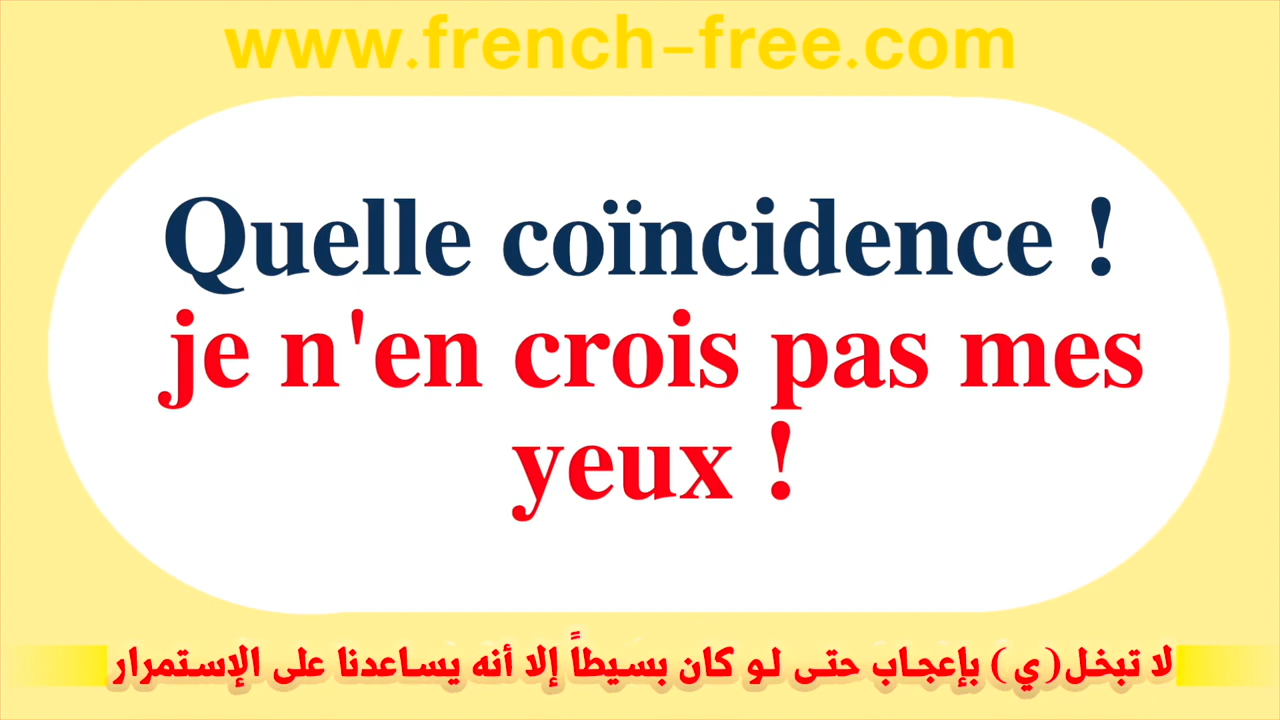 www.french-free.com
Quelle coïncidence !
je n'en crois pas mes
yeux !
لا تبخل(ي) بإعجاب حتى لو كان بسيطاً إلا أنه يساعدنا على الإستمرار